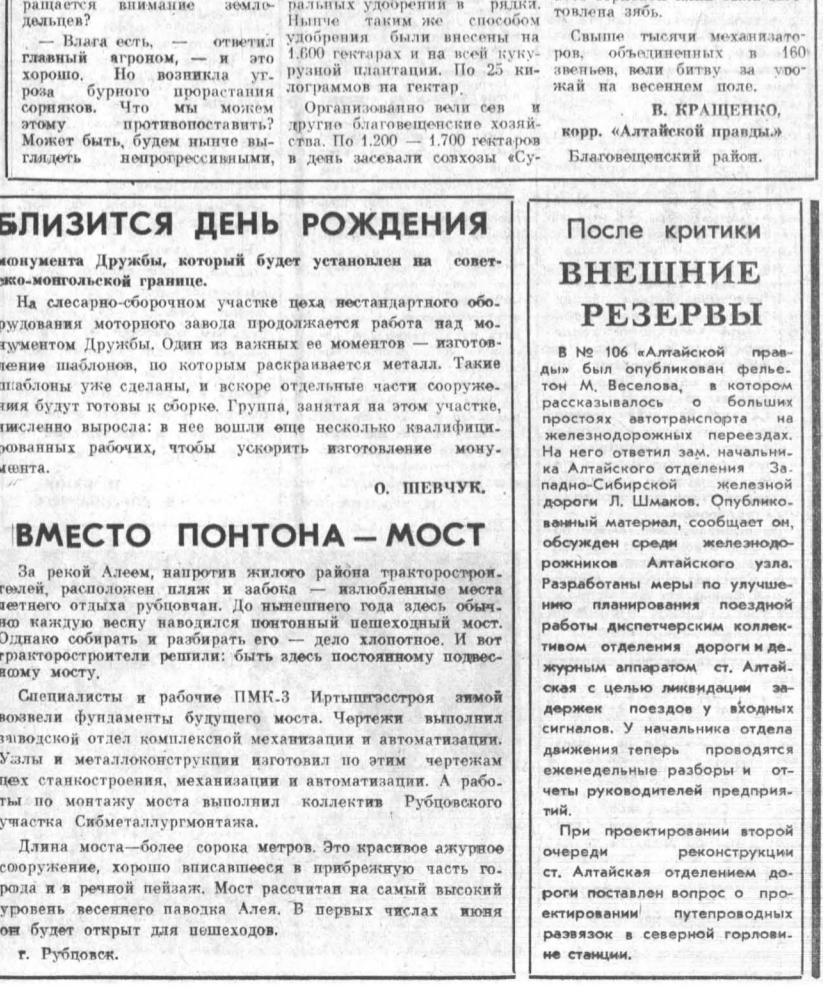 ращается внимание земле-
дельцев?
— Влага есть, — ответил
главный агроном, — и это
хорошо. Но возникла уг-
роза бурного прорастания
сорняков. Что мы можем
этому противопоставить?
Может быть, будем нынче вы-
глядеть непрогрессивными,
ральных удобрений в рядки.
Нынче таким же способом
удобрения были внесены на
1.600 гектарах и на всей куку-
рузной плантации. По 25 ки-
лограммов на гектар.
Организованно вели сев и
другие благовещенские хозяй-
ства. По 1.200 — 1.700 гектаров
в день засевали совхозы «Су-
товлена зябь.
Свыше тысячи механизато-
ров, объединенных в 160
звеньев, вели битву за уро-
жай на весеннем поле.
В. КРАЩЕНКО,
корр. «Алтайской правды.»
Благовещенский район.
БЛИЗИТСЯ ДЕНЬ РОЖДЕНИЯ
монумента Дружбы, который будет установлен на совет-
ско-монгольской границе.
На слесарно-сборочном участке цеха нестандартного обо-
рудования моторного завода продолжается работа над мо-
нументом Дружбы. Один из важных ее моментов — изготов-
ление шаблонов, по которым раскраивается металл. Такие
шаблоны уже сделаны, и вскоре отдельные части сооруже-
ния будут готовы к сборке. Группа, занятая на этом участке,
численно выросла: в нее вошли еще несколько квалифици-
рованных рабочих, чтобы ускорить изготовление мону-
мента.
О. ШЕВЧУК.
ВМЕСТО ПОНТОНА — МОСТ
За рекой Алеем, напротив жилого района тракторострои-
телей, расположен пляж и забока — излюбленные места
летнего отдыха рубцовчан. До нынешнего года здесь обыч-
но каждую весну наводился понтонный пешеходный мост.
Однако собирать и разбирать его — дело хлопотное. И вот
тракторостроители решили: быть здесь постоянному подвес-
ному мосту.
Специалисты и рабочие ПМК-3 Иртышгэсстроя зимой
возвели фундаменты будущего моста. Чертежи выполнил
заводской отдел комплексной механизации и автоматизации.
Узлы и металлоконструкции изготовил по этим чертежам
цех станкостроения, механизации и автоматизации. А рабо-
ты по монтажу моста выполнил коллектив Рубцовского
участка Сибметаллургмонтажа.
Длина моста—более сорока метров. Это красивое ажурное
сооружение, хорошо вписавшееся в прибрежную часть го-
рода и в речной пейзаж. Мост рассчитан на самый высокий
уровень весеннего паводка Алея. В первых числах июня
он будет открыт для пешеходов.
г. Рубцовск.
После критики
ВНЕШНИЕ
РЕЗЕРВЫ
В № 106 «Алтайской прав-
ды» был опубликован фелье-
тон М. Веселова, в котором
рассказывалось о больших
простоях автотранспорта на
железнодорожных переездах.
На него ответил зам. начальни-
ка Алтайского отделения За-
падно-Сибирской железной
дороги Л. Шмаков. Опублико-
ванный материал, сообщает он,
обсужден среди железнодо-
рожников Алтайского узла.
Разработаны меры по улучше-
нию планирования поездной
работы диспетчерским коллек-
тивом отделения дороги и де-
журным аппаратом ст. Алтай-
ская с целью ликвидации за-
держек поездов у входных
сигналов. У начальника отдела
движения теперь проводятся
еженедельные разборы и от-
четы руководителей предприя-
тий.
При проектировании второй
очереди реконструкции
ст. Алтайская отделением до-
роги поставлен вопрос о про-
ектировании путепроводных
развязок в северной горлови-
не станции.